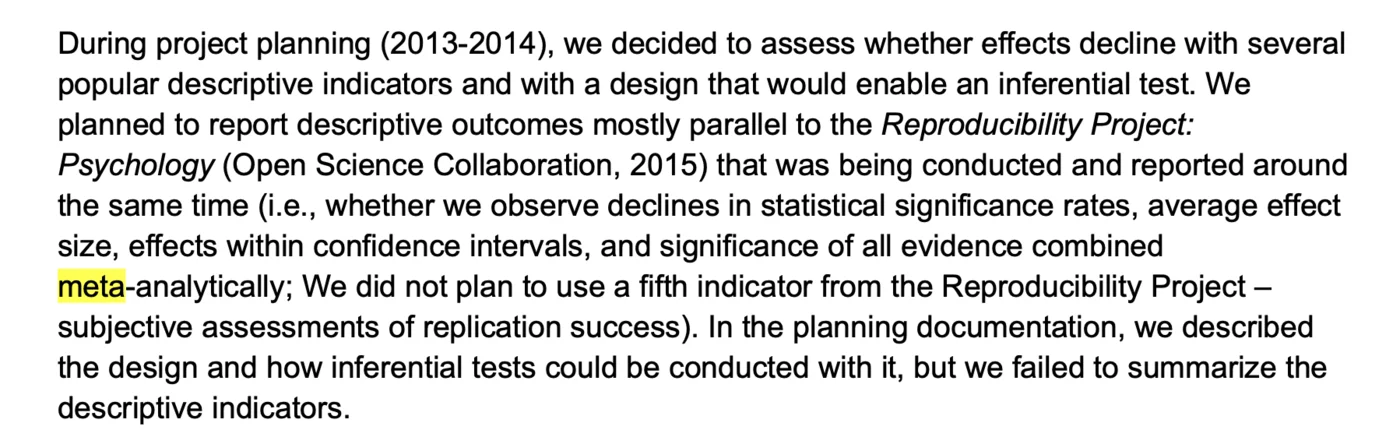 During project planning (2013-2014), we decided to assess whether effects decline with several
popular descriptive indicators and with a design that would enable an inferential test. We
planned to report descriptive outcomes mostly parallel to the Reproducibility Project:
Psychology (Open Science Collaboration, 2015) that was being conducted and reported around
the same time (i.e., whether we observe declines in statistical significance rates, average effect
size, effects within confidence intervals, and significance of all evidence combined
meta-analytically; We did not plan to use a fifth indicator from the Reproducibility Project –
subjective assessments of replication success). In the planning documentation, we described
the design and how inferential tests could be conducted with it, but we failed to summarize the
descriptive indicators.